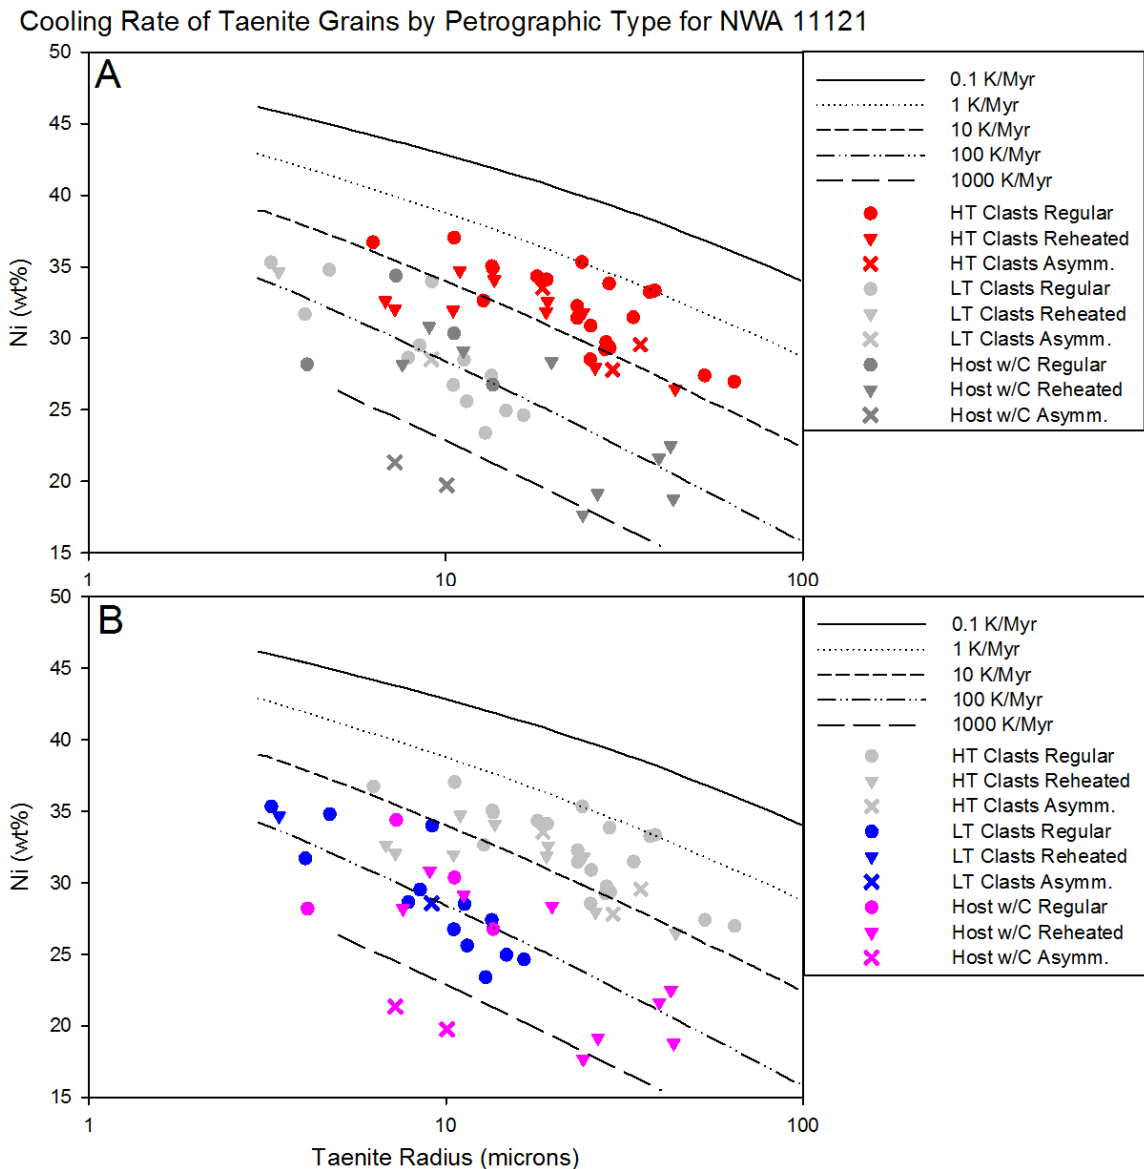 Cooling Rate of Taenite Grains by Petrographic Type for NWA 11121
A
Ni (wt%)
50
45
40
35
30
25
20
15
1
10
100
0.1 K/Myr
1 K/Myr
10 K/Myr
100 K/Myr
1000 K/Myr
HT Clasts Regular
HT Clasts Reheated
HT Clasts Asymm.
LT Clasts Regular
LT Clasts Reheated
LT Clasts Asymm.
Host w/C Regular
Host w/C Reheated
Host w/C Asymm.
B
Ni (wt%)
50
45
40
35
30
25
20
15
1
10
100
Taenite Radius (microns)
0.1 K/Myr
1 K/Myr
10 K/Myr
100 K/Myr
1000 K/Myr
HT Clasts Regular
HT Clasts Reheated
HT Clasts Asymm.
LT Clasts Regular
LT Clasts Reheated
LT Clasts Asymm.
Host w/C Regular
Host w/C Reheated
Host w/C Asymm.